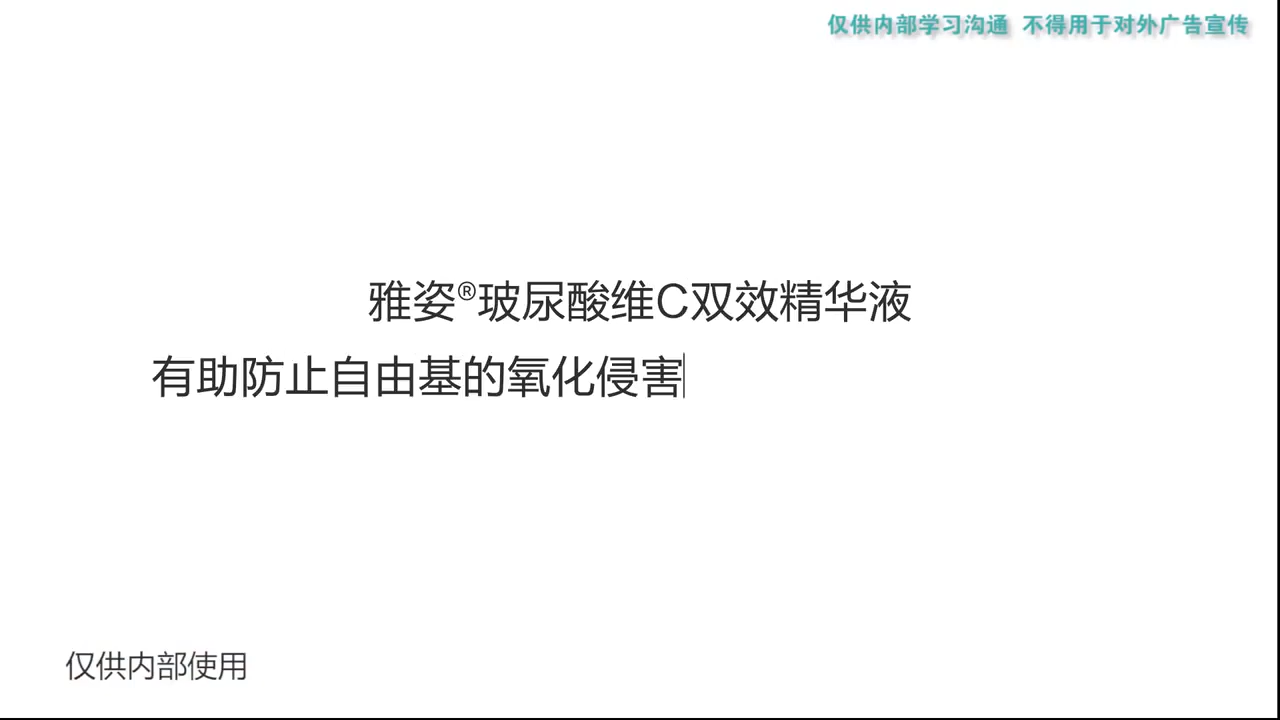 仅供内部学习沟通 不得用于对外广告宣传
雅姿®玻尿酸维C双效精华液
有助防止自由基的氧化侵害
仅供内部使用